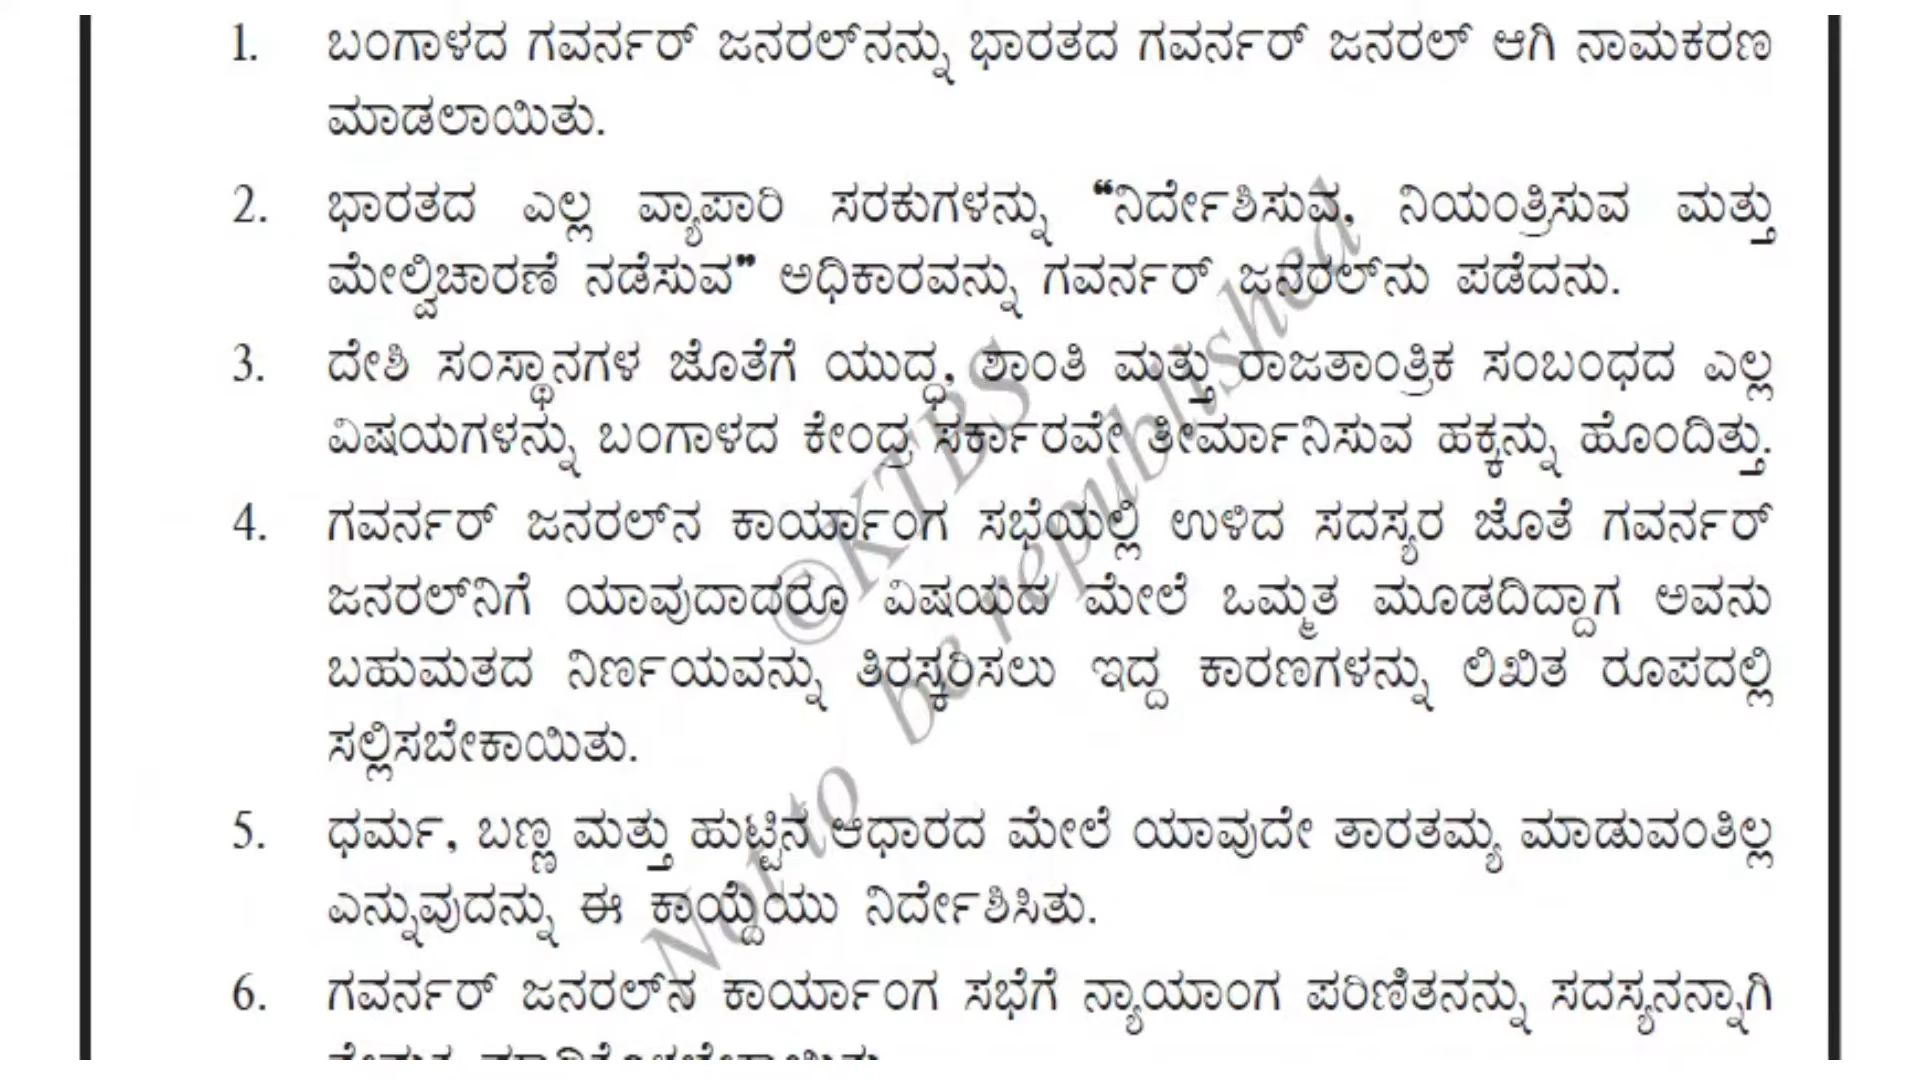 1. ಬಂಗಾಳದ ಗವರ್ನರ್ ಜನರಲ್‌ನನ್ನು ಭಾರತದ ಗವರ್ನರ್ ಜನರಲ್ ಆಗಿ ನಾಮಕರಣ
ಮಾಡಲಾಯಿತು.
2. ಭಾರತದ ಎಲ್ಲ ವ್ಯಾಪಾರಿ ಸರಕುಗಳನ್ನು “ನಿರ್ದೇಶಿಸುವ, ನಿಯಂತ್ರಿಸುವ ಮತ್ತು
ಮೇಲ್ವಿಚಾರಣೆ ನಡೆಸುವ” ಅಧಿಕಾರವನ್ನು ಗವರ್ನರ್ ಜನರಲ್‌ನು ಪಡೆದನು.
3. ದೇಶಿ ಸಂಸ್ಥಾನಗಳ ಜೊತೆಗೆ ಯುದ್ಧ, ಶಾಂತಿ ಮತ್ತು ರಾಜತಾಂತ್ರಿಕ ಸಂಬಂಧದ ಎಲ್ಲ
ವಿಷಯಗಳನ್ನು ಬಂಗಾಳದ ಕೇಂದ್ರ ಸರ್ಕಾರವೇ ತೀರ್ಮಾನಿಸುವ ಹಕ್ಕನ್ನು ಹೊಂದಿತ್ತು.
4. ಗವರ್ನರ್ ಜನರಲ್‌ನ ಕಾರ್ಯಾಂಗ ಸಭೆಯಲ್ಲಿ ಉಳಿದ ಸದಸ್ಯರ ಜೊತೆ ಗವರ್ನರ್
ಜನರಲ್‌ನಿಗೆ ಯಾವುದಾದರೂ ವಿಷಯದ ಮೇಲೆ ಒಮ್ಮತ ಮೂಡದಿದ್ದಾಗ ಅವನು
ಬಹುಮತದ ನಿರ್ಣಯವನ್ನು ತಿರಸ್ಕರಿಸಲು ಇದ್ದ ಕಾರಣಗಳನ್ನು ಲಿಖಿತ ರೂಪದಲ್ಲಿ
ಸಲ್ಲಿಸಬೇಕಾಯಿತು.
5. ಧರ್ಮ, ಬಣ್ಣ ಮತ್ತು ಹುಟ್ಟಿನ ಆಧಾರದ ಮೇಲೆ ಯಾವುದೇ ತಾರತಮ್ಯ ಮಾಡುವಂತಿಲ್ಲ
ಎನ್ನುವುದನ್ನು ಈ ಕಾಯ್ದೆಯು ನಿರ್ದೇಶಿಸಿತು.
6. ಗವರ್ನರ್ ಜನರಲ್‌ನ ಕಾರ್ಯಾಂಗ ಸಭೆಗೆ ನ್ಯಾಯಾಂಗ ಪರಿಣಿತನನ್ನು ಸದಸ್ಯನನ್ನಾಗಿ
©KTBS
Not to be republished